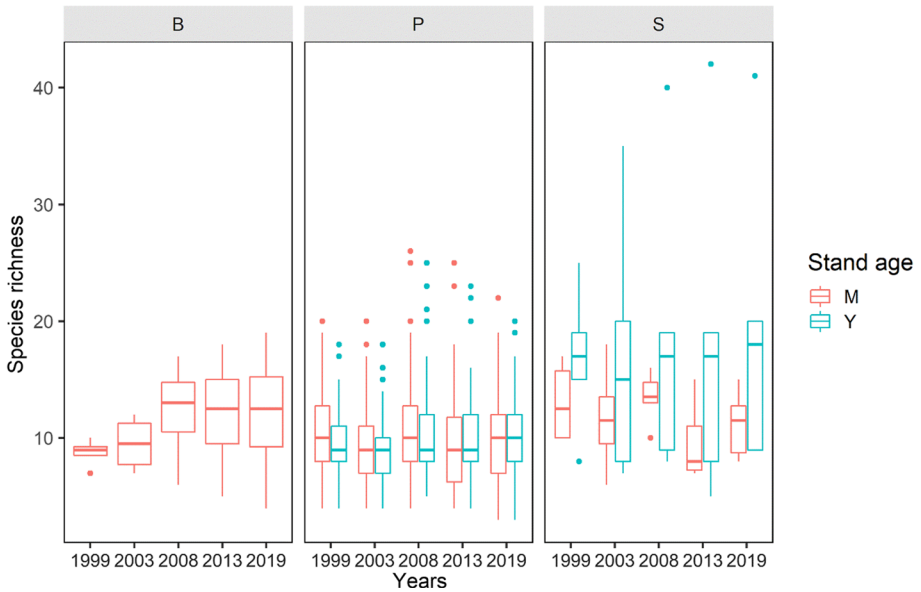 B P S
40
30
20
10
Species richness
1999 2003 2008 2013 2019 1999 2003 2008 2013 2019 1999 2003 2008 2013 2019
Years
Stand age
M
Y